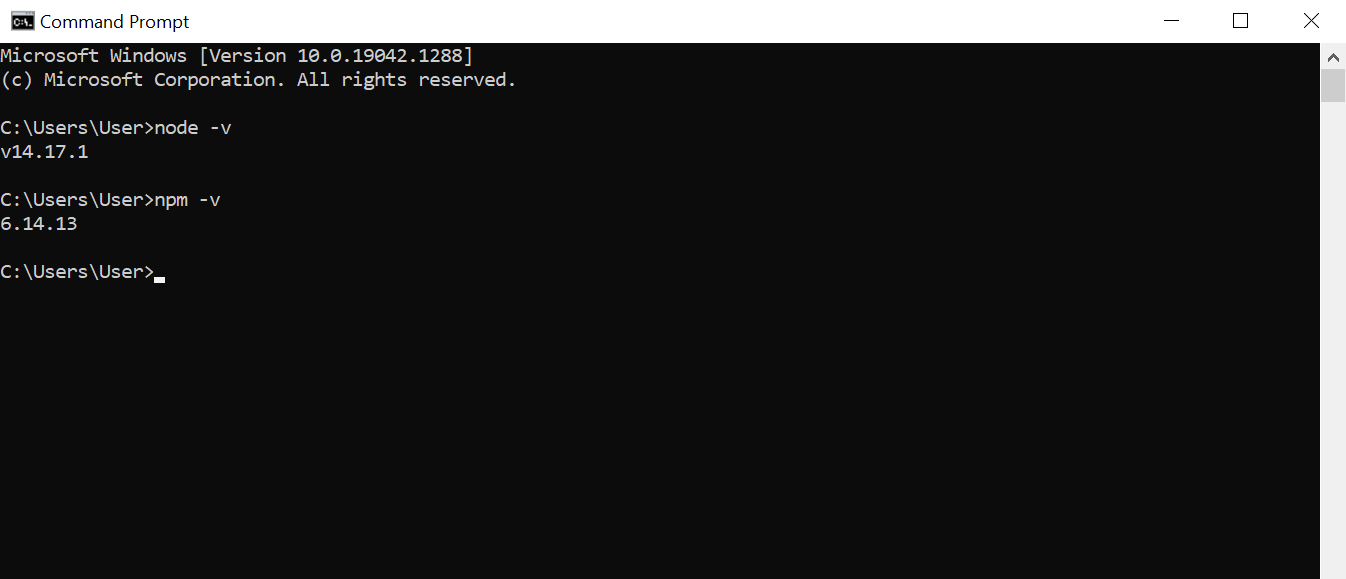 Command Prompt
Microsoft Windows [Version 10.0.19042.1288]
(c) Microsoft Corporation. All rights reserved.
C:\Users\User>node -v
v14.17.1
C:\Users\User>npm -v
6.14.13
C:\Users\User>